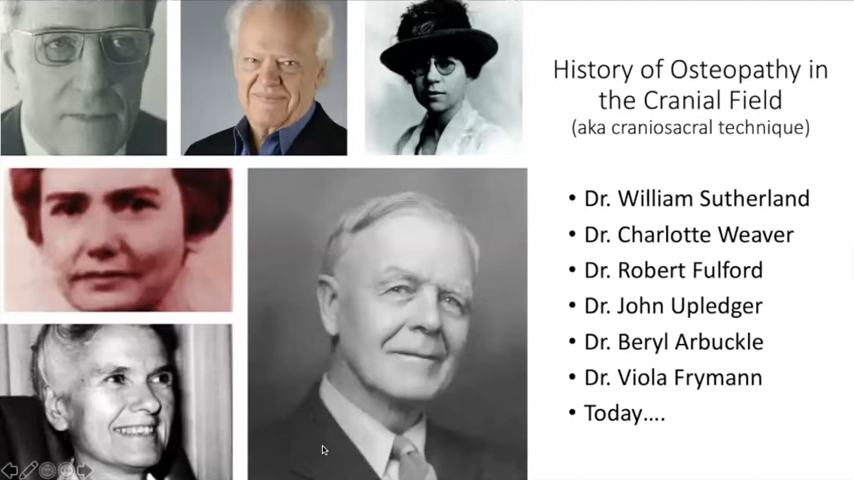 History of Osteopathy in
the Cranial Field
(aka craniosacral technique)
• Dr. William Sutherland
• Dr. Charlotte Weaver
• Dr. Robert Fulford
• Dr. John Upledger
• Dr. Beryl Arbuckle
• Dr. Viola Frymann
• Today....